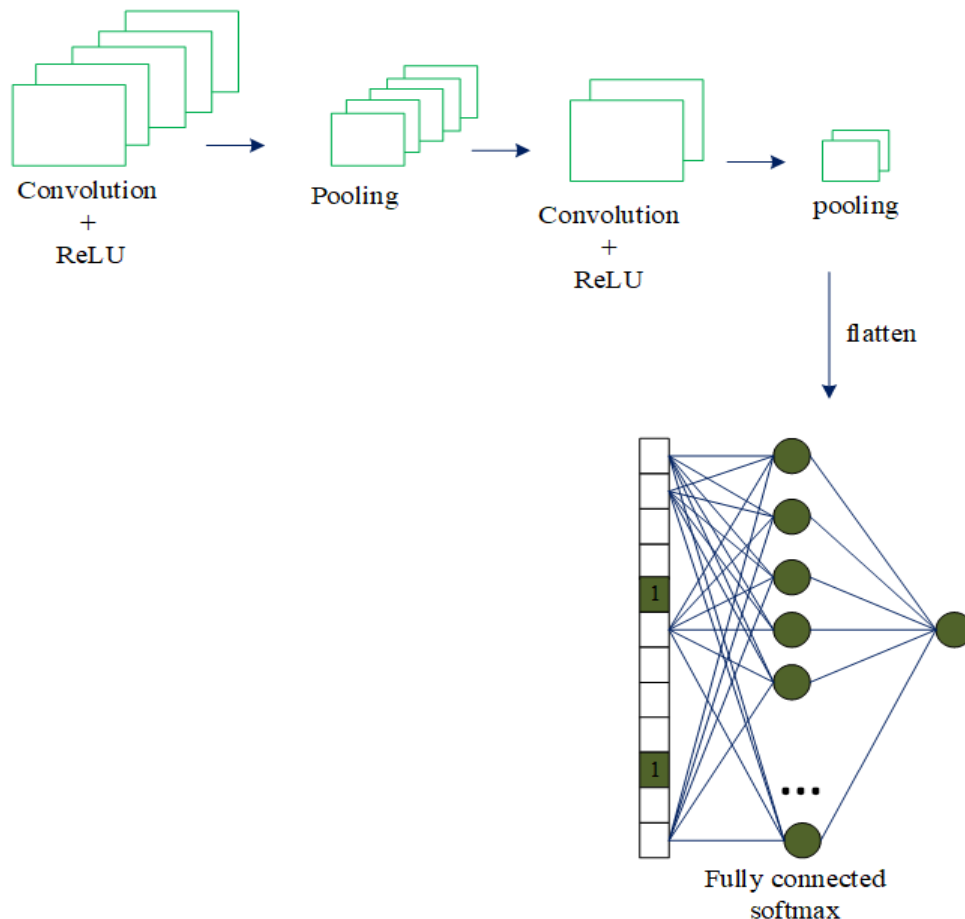 Convolution
+
ReLU
Pooling
Convolution
+
ReLU
pooling
flatten
1
1
...
Fully connected
softmax